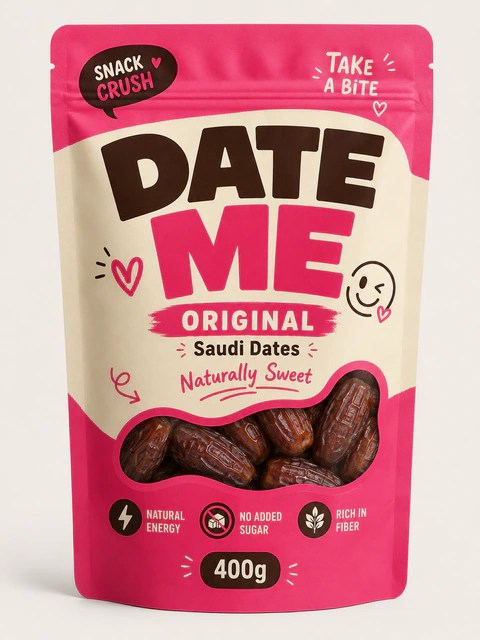 SNACK
CRUSH
TAKE
A BITE
DATE
ME
ORIGINAL
Saudi Dates
Naturally Sweet
NATURAL
ENERGY
NO ADDED
SUGAR
RICH IN
FIBER
400g